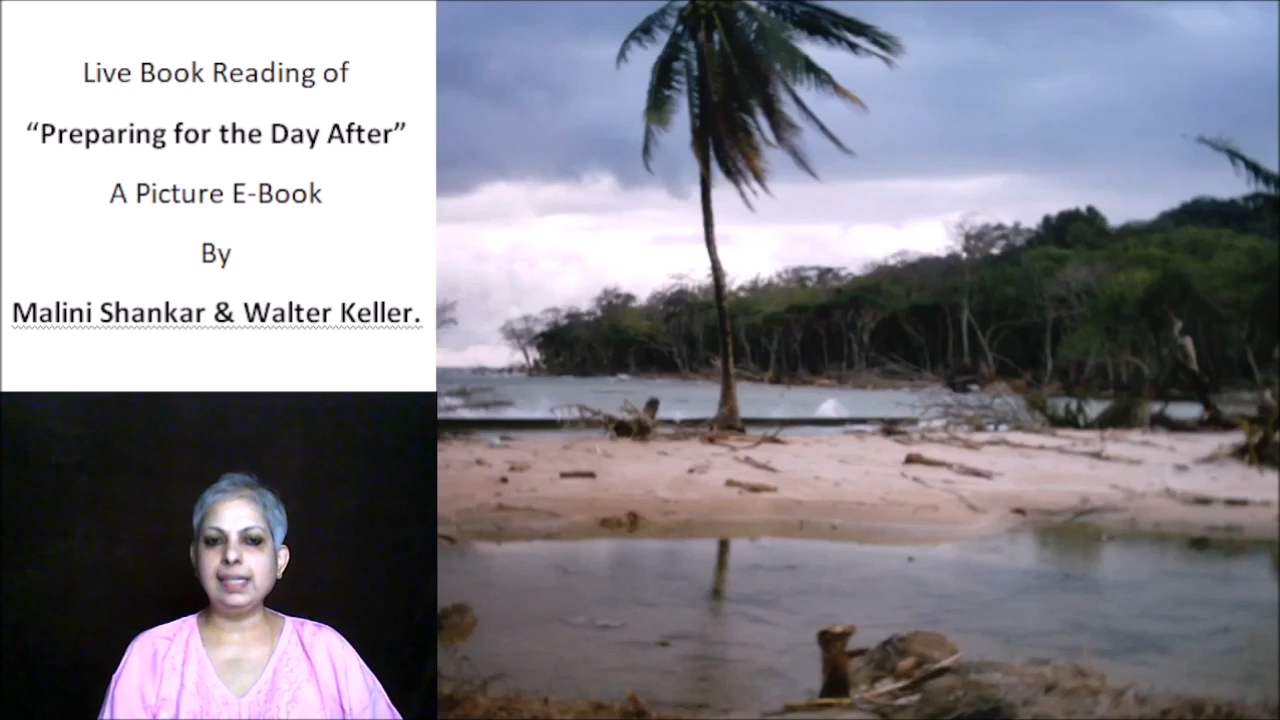 Live Book Reading of
“Preparing for the Day After”
A Picture E-Book
By
Malini Shankar & Walter Keller.